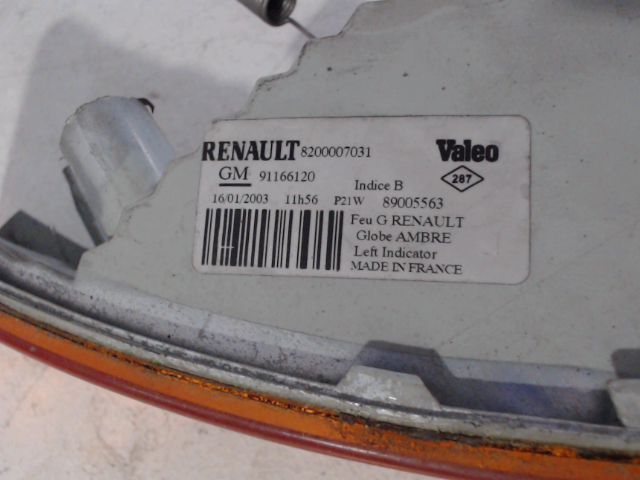 RENAULT 8200007031 Valeo
GM 91166120 287
Indice B
16/01/2003 11h56 P21W 89005563
Feu G RENAULT
Globe AMBRE
Left Indicator
MADE IN FRANCE